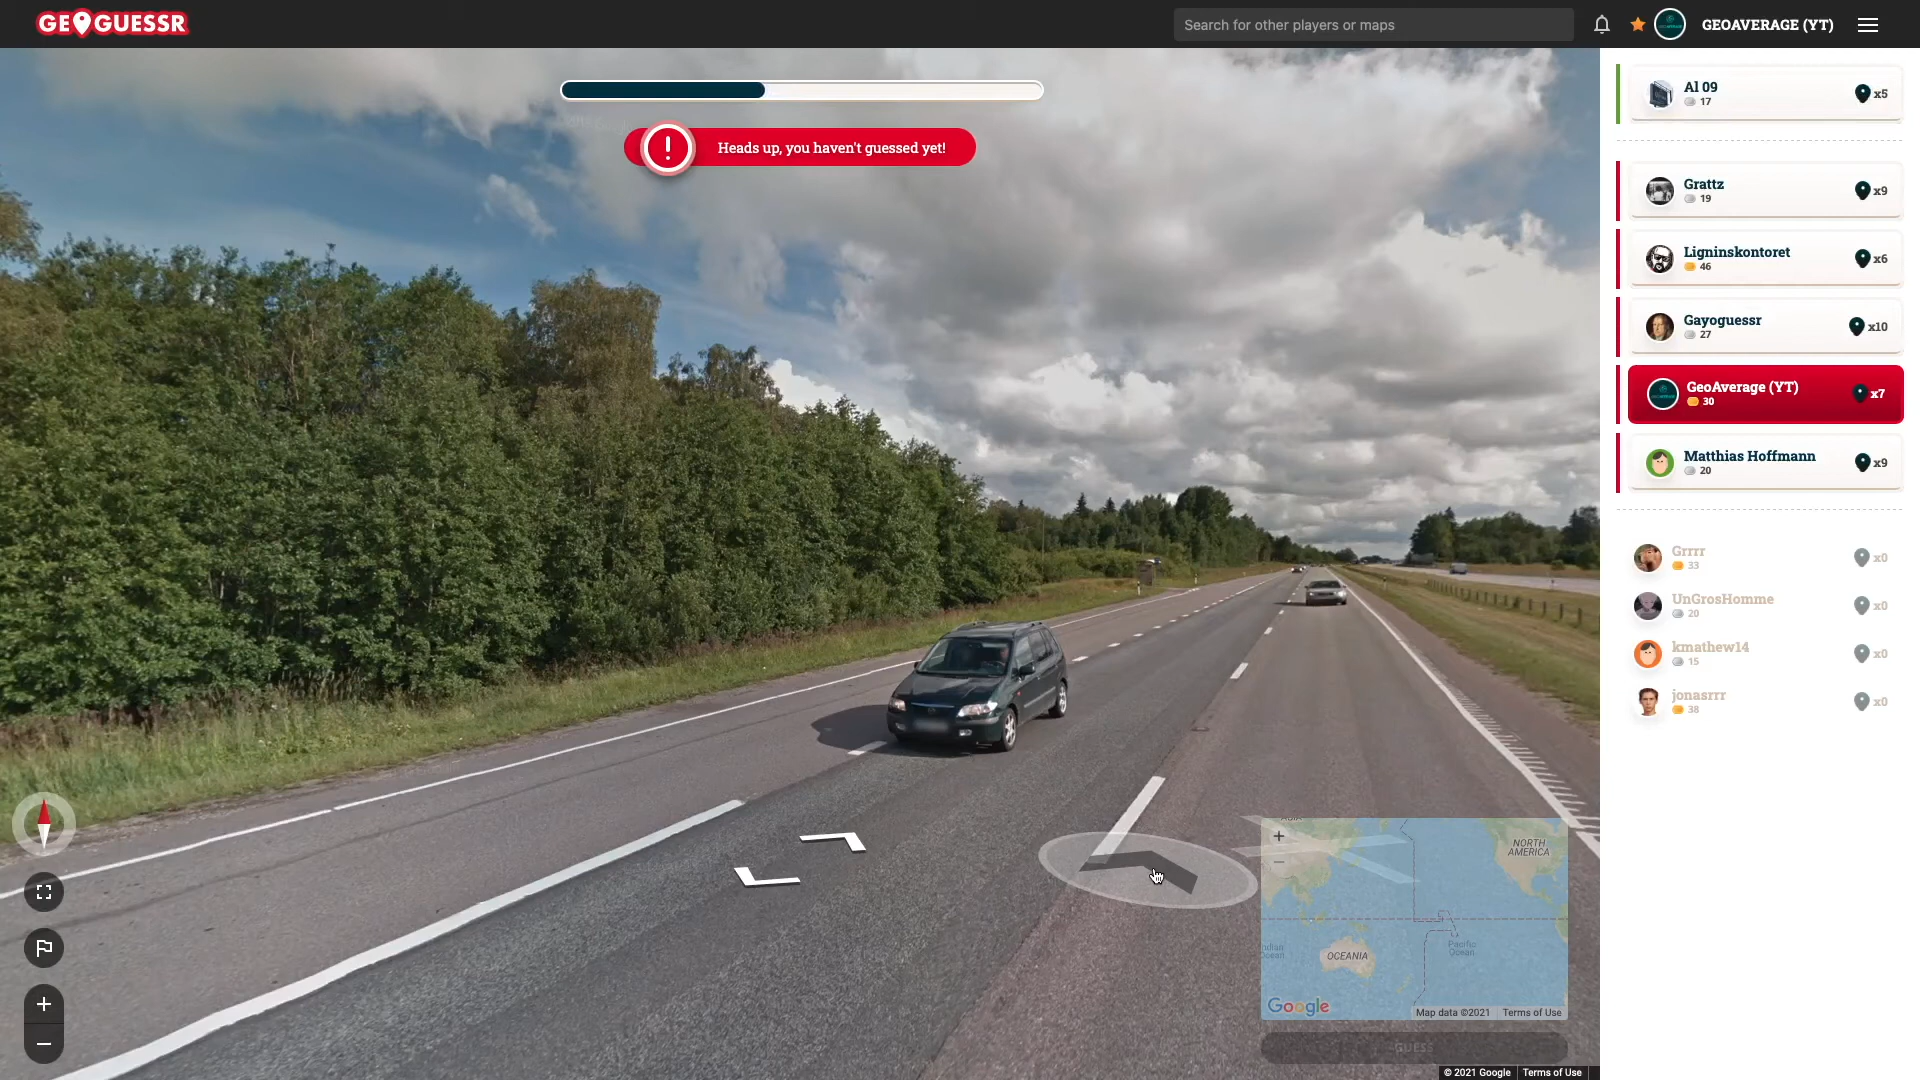 GEOGUESSR
Search for other players or maps
GEOAVERAGE (YT)
Heads up, you haven't guessed yet!
Al 09
17
x5
Grattz
19
x9
Ligninskontoret
46
x6
Gayoguessr
27
x10
GeoAverage (YT)
30
x7
Matthias Hoffmann
20
x9
Grrrr
33
x0
UnGrosHomme
20
x0
kmathew14
15
x0
jonasrrr
38
x0
+
−
ASIA
NORTH
AMERICA
Indian
Ocean
OCEANIA
Pacific
Ocean
Google
Map data ©2021
Terms of Use
GUESS
© 2021 Google
Terms of Use